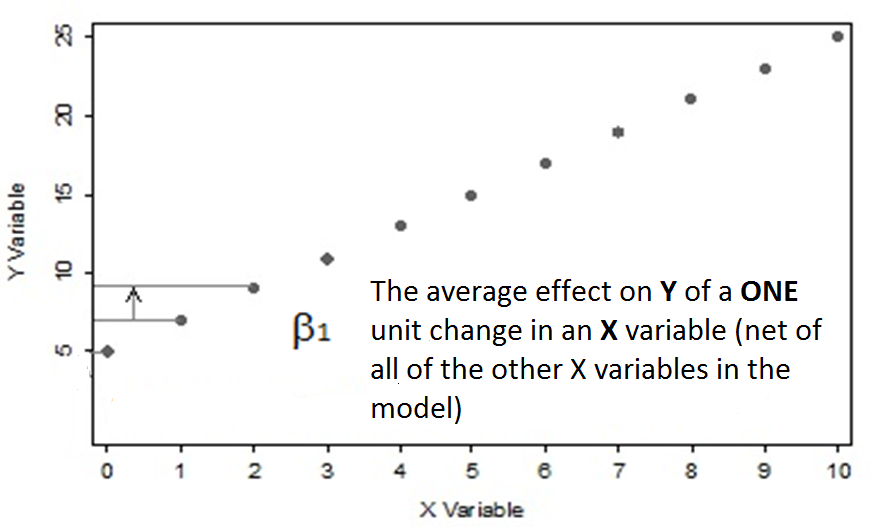 25
20
15
10
5
Y Variable
The average effect on Y of a ONE
unit change in an X variable (net of
all of the other X variables in the
model)
β1
0 1 2 3 4 5 6 7 8 9 10
X Variable